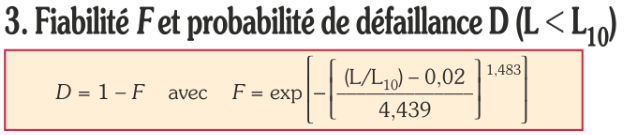 3. Fiabilité F et probabilité de défaillance D (L < L₁₀)
D = 1 – F avec F = exp[–[((L/L₁₀) – 0,02)/4,439]^1,483]